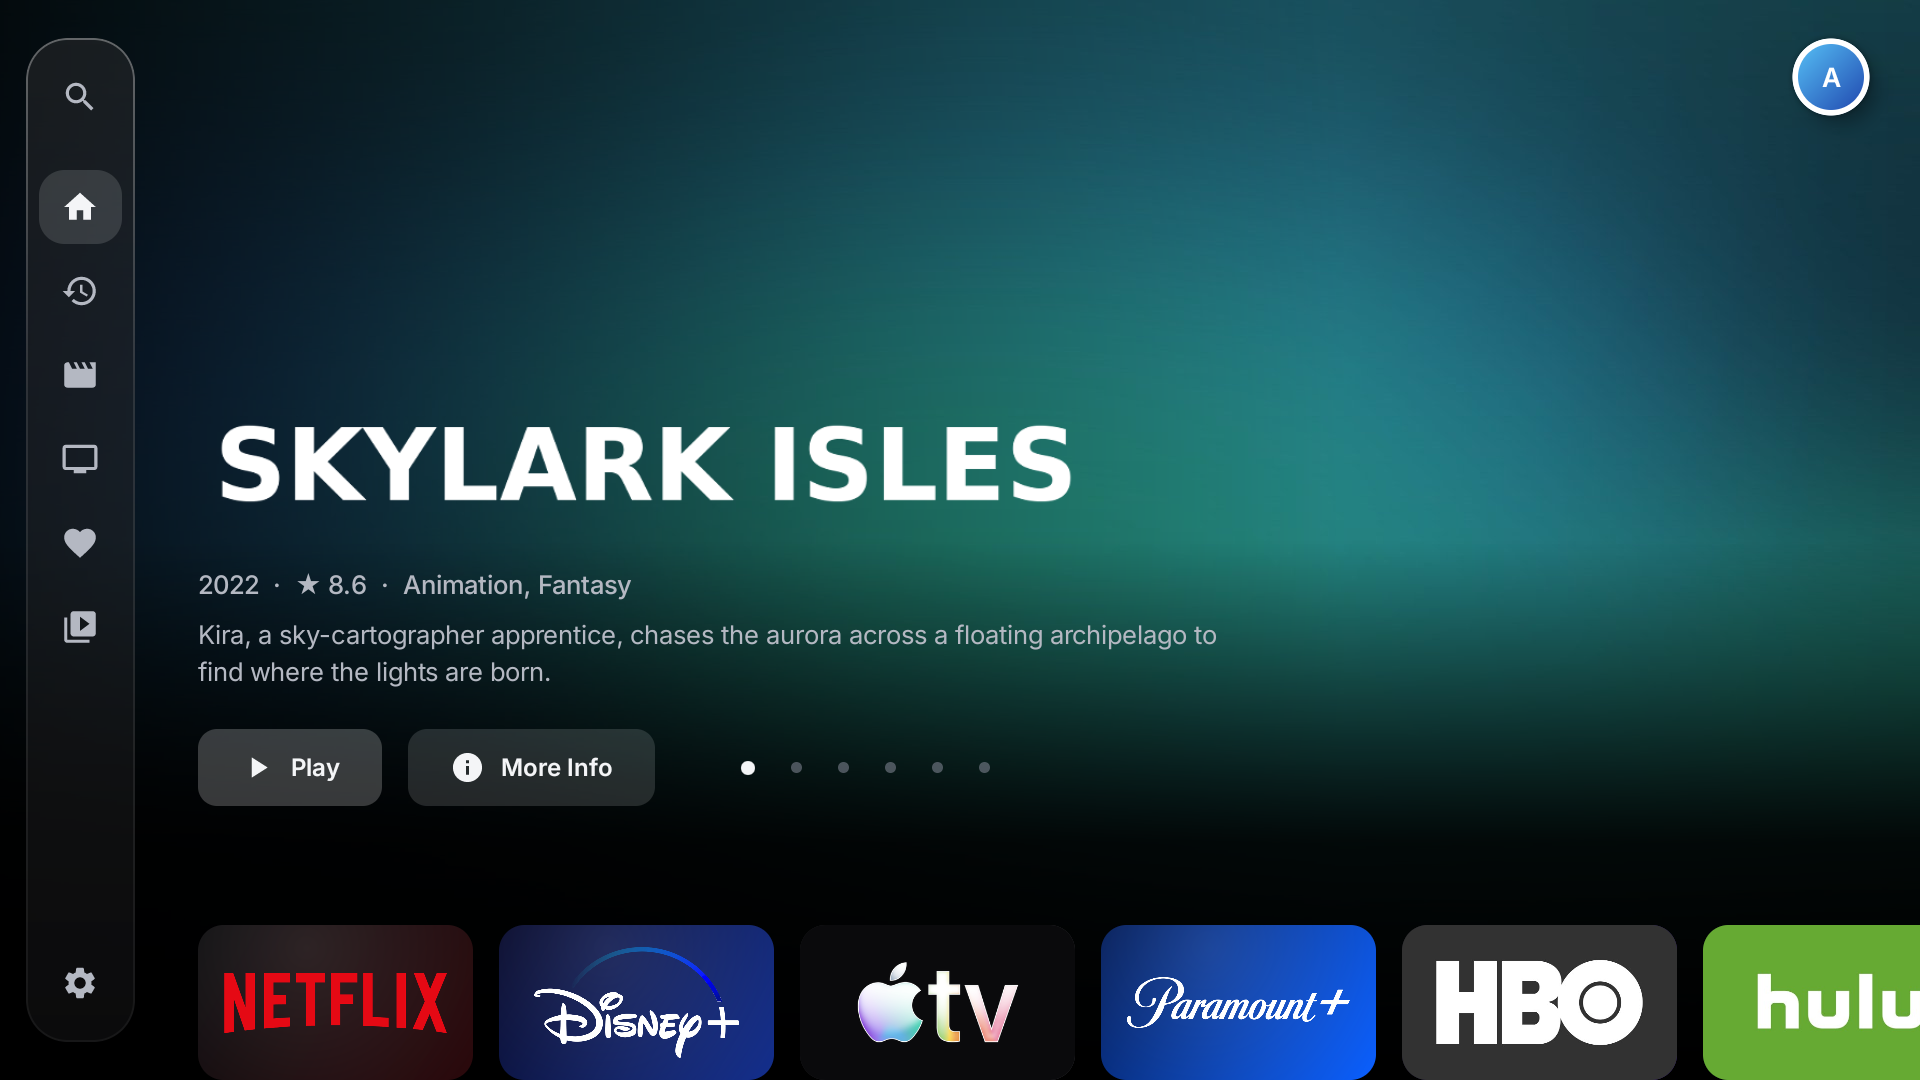 A
SKYLARK ISLES
2022 · ★ 8.6 · Animation, Fantasy
Kira, a sky-cartographer apprentice, chases the aurora across a floating archipelago to
find where the lights are born.
Play
More Info
NETFLIX
Disney+
tv
Paramount+
HBO
hulu